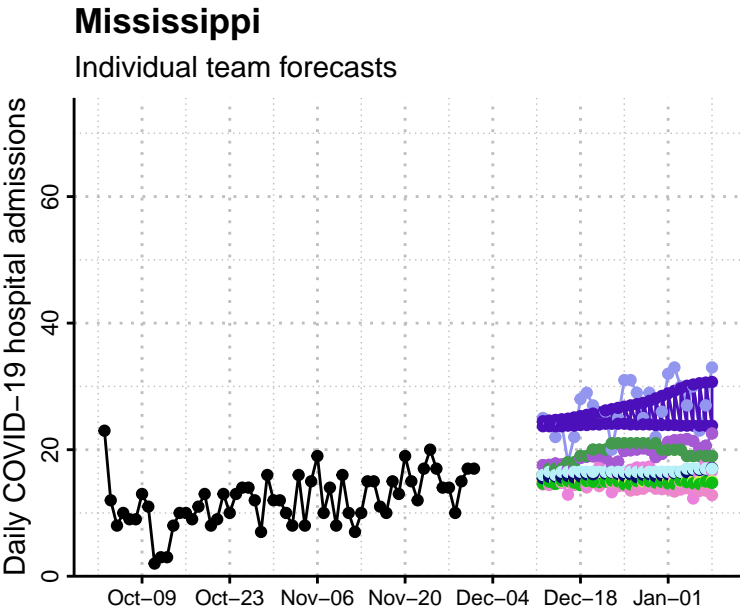 Mississippi
Individual team forecasts
Daily COVID−19 hospital admissions
60
40
20
0
Oct−09 Oct−23 Nov−06 Nov−20 Dec−04 Dec−18 Jan−01